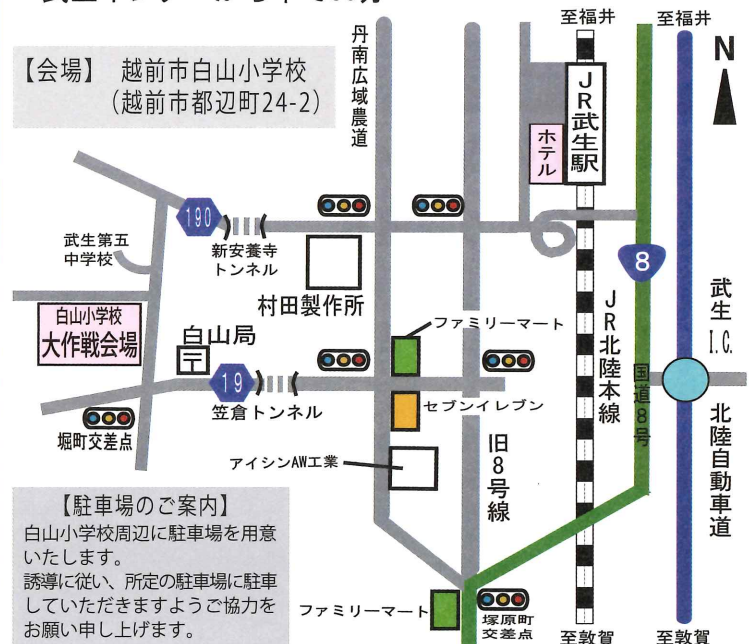 【会場】 越前市白山小学校
(越前市都辺町24-2)
丹南広域農道
至福井
至福井
N
JR武生駅
ホテル
190
新安養寺
トンネル
武生第五
中学校
村田製作所
8
白山小学校
大作戦会場
白山局
〒
ファミリーマート
JR北陸本線
国道8号
武生I.C.
19
笠倉トンネル
セブンイレブン
堀町交差点
アイシンAW工業
旧8号線
北陸自動車道
【駐車場のご案内】
白山小学校周辺に駐車場を用意
いたします。
誘導に従い、所定の駐車場に駐車
していただきますようご協力を
お願い申し上げます。
ファミリーマート
塚原町
交差点
至敦賀
至敦賀